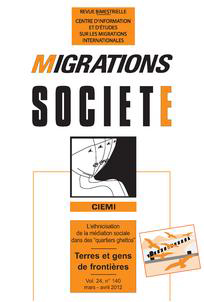 REVUE BIMESTRIELLE
CENTRE D'INFORMATION
ET D'ÉTUDES
SUR LES MIGRATIONS
INTERNATIONALES
MIGRATIONS
SOCIETE
CIEMI
L'ethnicisation
de la médiation sociale
dans des "quartiers ghettos"
Terres et gens
de frontières
Vol. 24, n° 140
mars - avril 2012